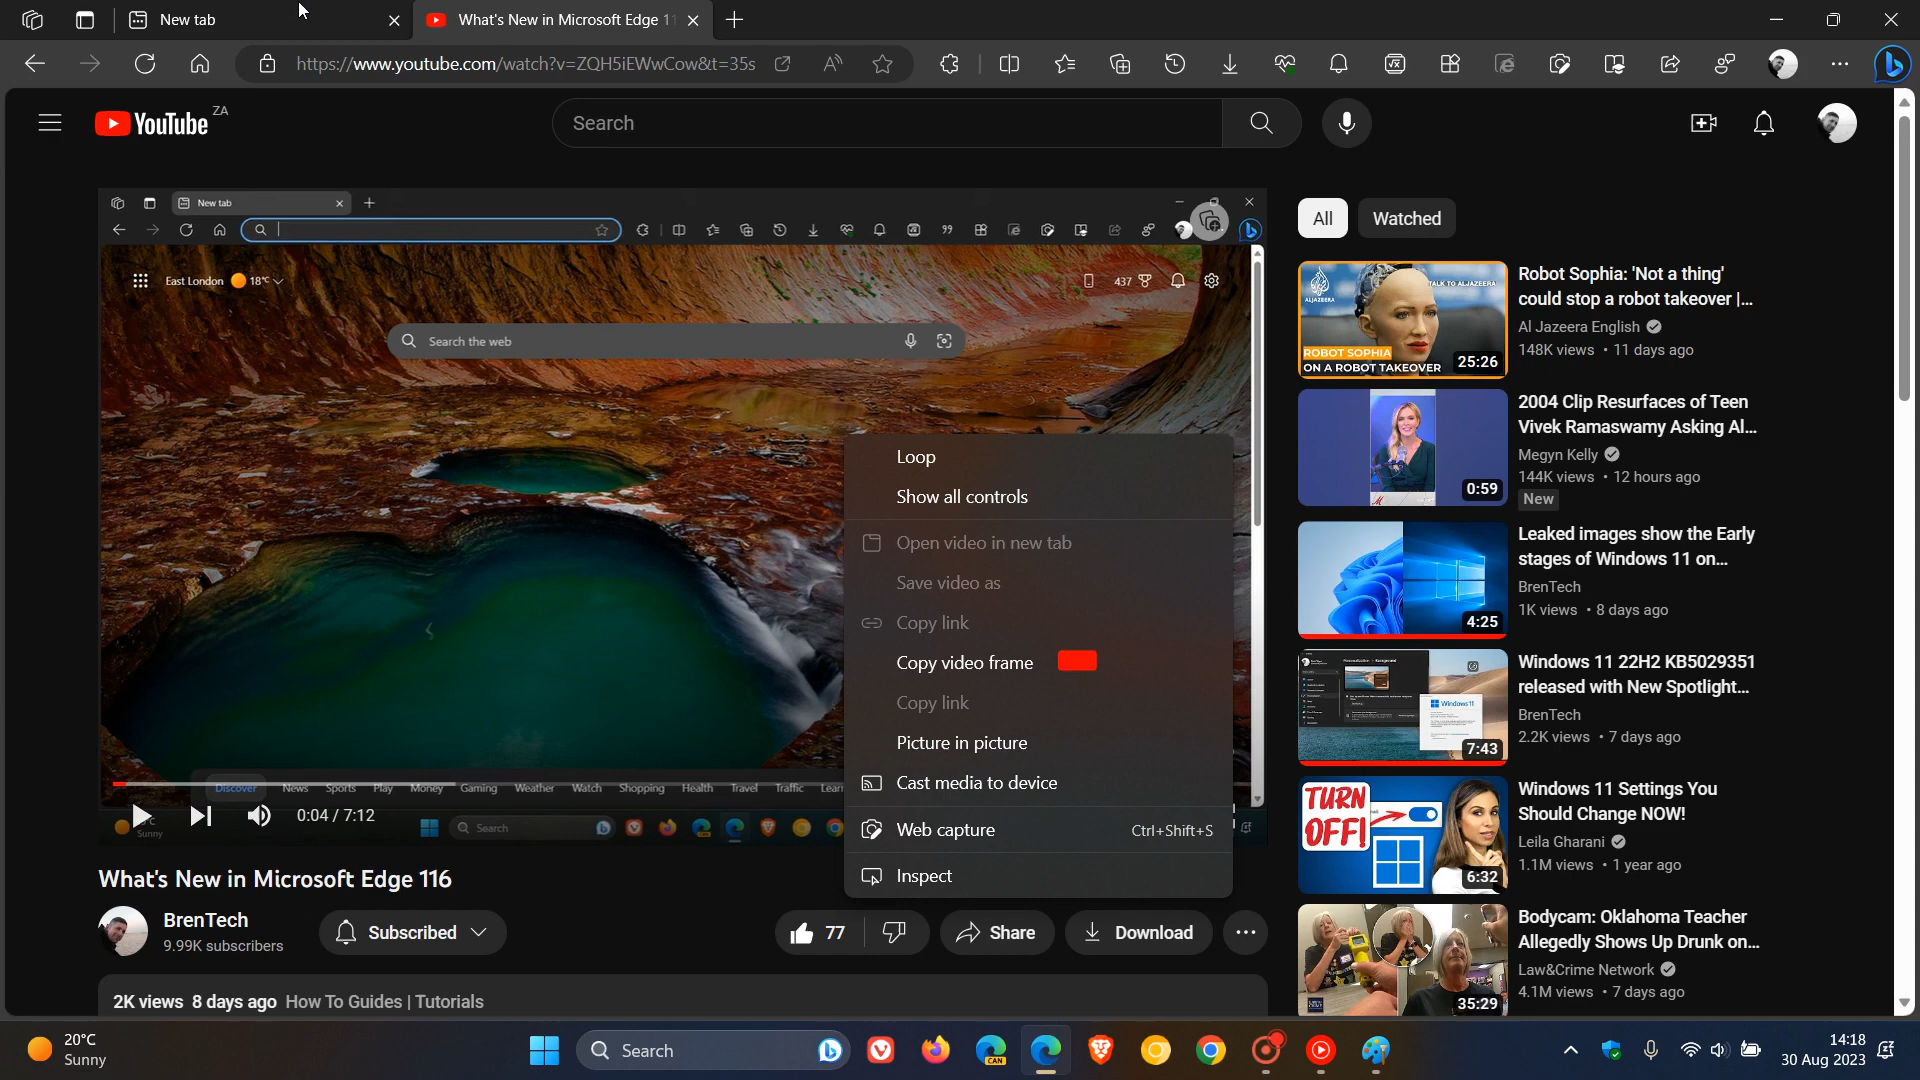 New tab
What's New in Microsoft Edge 11
https://www.youtube.com/watch?v=ZQH5iEWwCow&t=35s
YouTube ZA
Search
New tab
East London 18°C
437
Search the web
Discover News Sports Play Money Gaming Weather Watch Shopping Health Travel Traffic Learn
0:04 / 7:12
Sunny
Search
Loop
Show all controls
Open video in new tab
Save video as
Copy link
Copy video frame
Copy link
Picture in picture
Cast media to device
Web capture Ctrl+Shift+S
Inspect
What's New in Microsoft Edge 116
BrenTech
9.99K subscribers
Subscribed
77
Share
Download
2K views 8 days ago How To Guides | Tutorials
All
Watched
ALJAZEERA
TALK TO ALJAZEERA
ROBOT SOPHIA
ON A ROBOT TAKEOVER
25:26
Robot Sophia: 'Not a thing'
could stop a robot takeover |...
Al Jazeera English
148K views • 11 days ago
0:59
2004 Clip Resurfaces of Teen
Vivek Ramaswamy Asking Al...
Megyn Kelly
144K views • 12 hours ago
New
4:25
Leaked images show the Early
stages of Windows 11 on...
BrenTech
1K views • 8 days ago
Windows 11
7:43
Windows 11 22H2 KB5029351
released with New Spotlight...
BrenTech
2.2K views • 7 days ago
TURN
OFF!
6:32
Windows 11 Settings You
Should Change NOW!
Leila Gharani
1.1M views • 1 year ago
35:29
Bodycam: Oklahoma Teacher
Allegedly Shows Up Drunk on...
Law&Crime Network
4.1M views • 7 days ago
20°C
Sunny
Search
CAN
14:18
30 Aug 2023